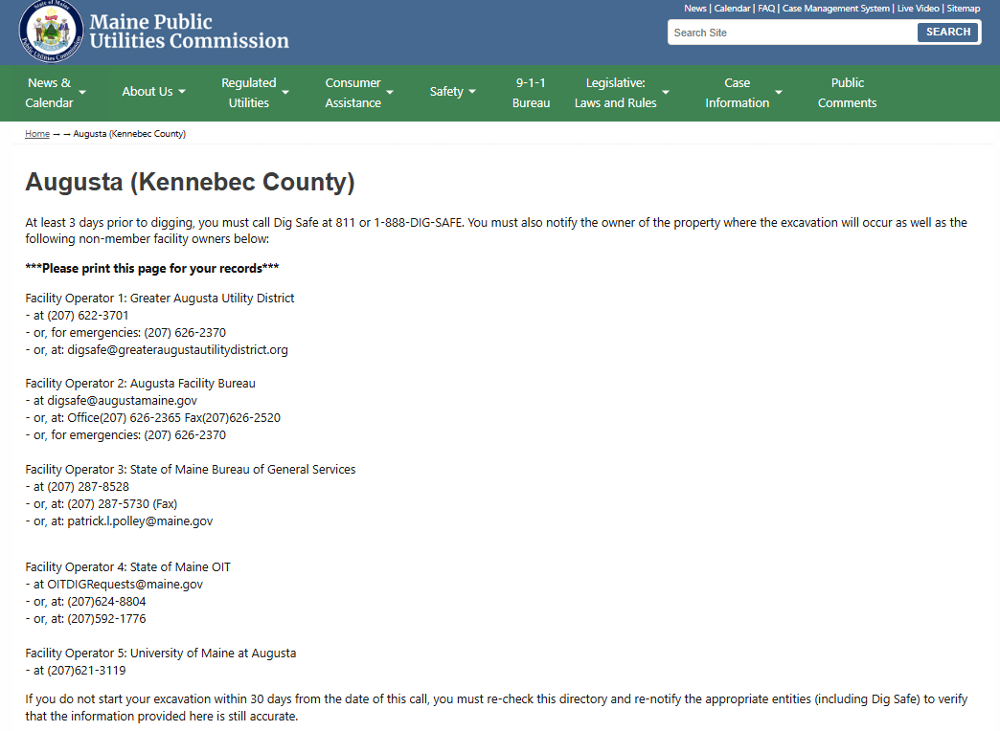 Maine Public
Utilities Commission
News | Calendar | FAQ | Case Management System | Live Video | Sitemap
Search Site
SEARCH
News &
Calendar
About Us
Regulated
Utilities
Consumer
Assistance
Safety
9-1-1
Bureau
Legislative:
Laws and Rules
Case
Information
Public
Comments
Home → → Augusta (Kennebec County)
Augusta (Kennebec County)
At least 3 days prior to digging, you must call Dig Safe at 811 or 1-888-DIG-SAFE. You must also notify the owner of the property where the excavation will occur as well as the
following non-member facility owners below:
***Please print this page for your records***
Facility Operator 1: Greater Augusta Utility District
- at (207) 622-3701
- or, for emergencies: (207) 626-2370
- or, at: digsafe@greateraugustautilitydistrict.org
Facility Operator 2: Augusta Facility Bureau
- at digsafe@augustamaine.gov
- or, at: Office(207) 626-2365 Fax(207)626-2520
- or, for emergencies: (207) 626-2370
Facility Operator 3: State of Maine Bureau of General Services
- at (207) 287-8528
- or, at: (207) 287-5730 (Fax)
- or, at: patrick.l.polley@maine.gov
Facility Operator 4: State of Maine OIT
- at OITDIGRequests@maine.gov
- or, at: (207)624-8804
- or, at: (207)592-1776
Facility Operator 5: University of Maine at Augusta
- at (207)621-3119
If you do not start your excavation within 30 days from the date of this call, you must re-check this directory and re-notify the appropriate entities (including Dig Safe) to verify
that the information provided here is still accurate.